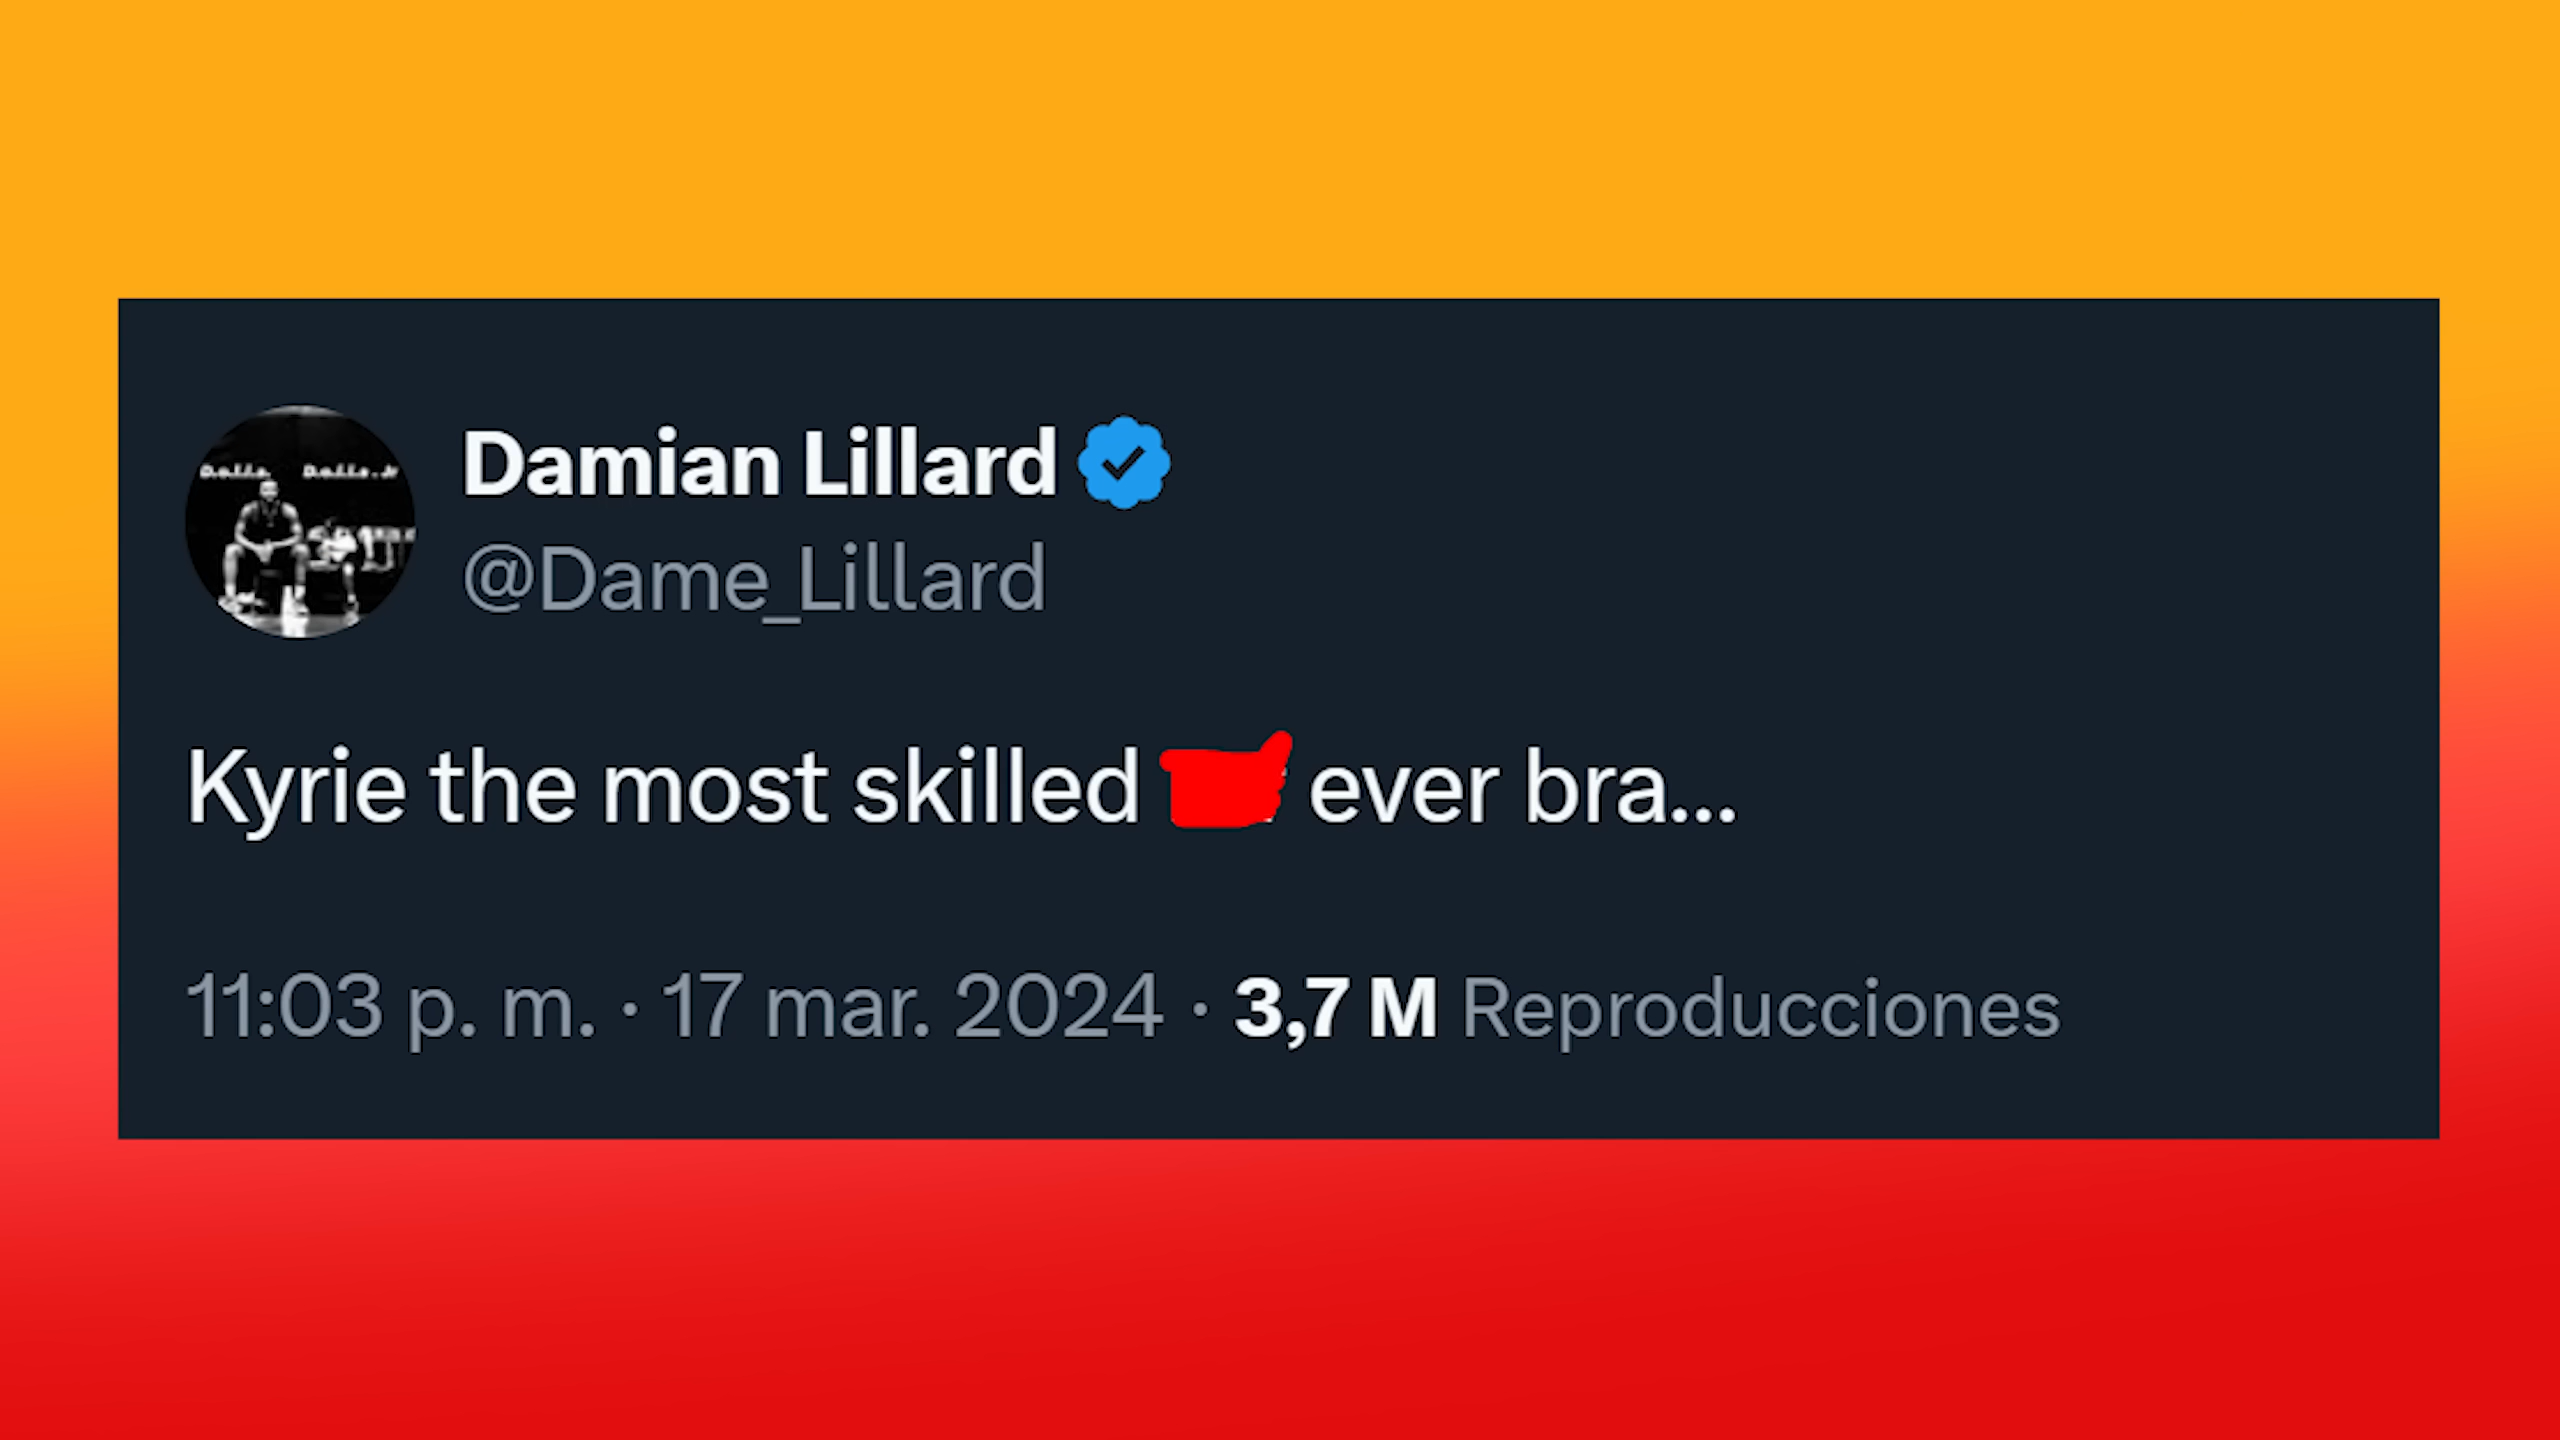 Damian Lillard
@Dame_Lillard
Kyrie the most skilled ever bra...
11:03 p. m. · 17 mar. 2024 · 3,7 M Reproducciones